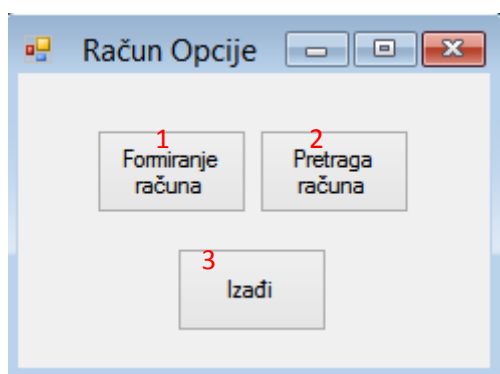 Račun Opcije
1
Formiranje
računa
2
Pretraga
računa
3
Izađi